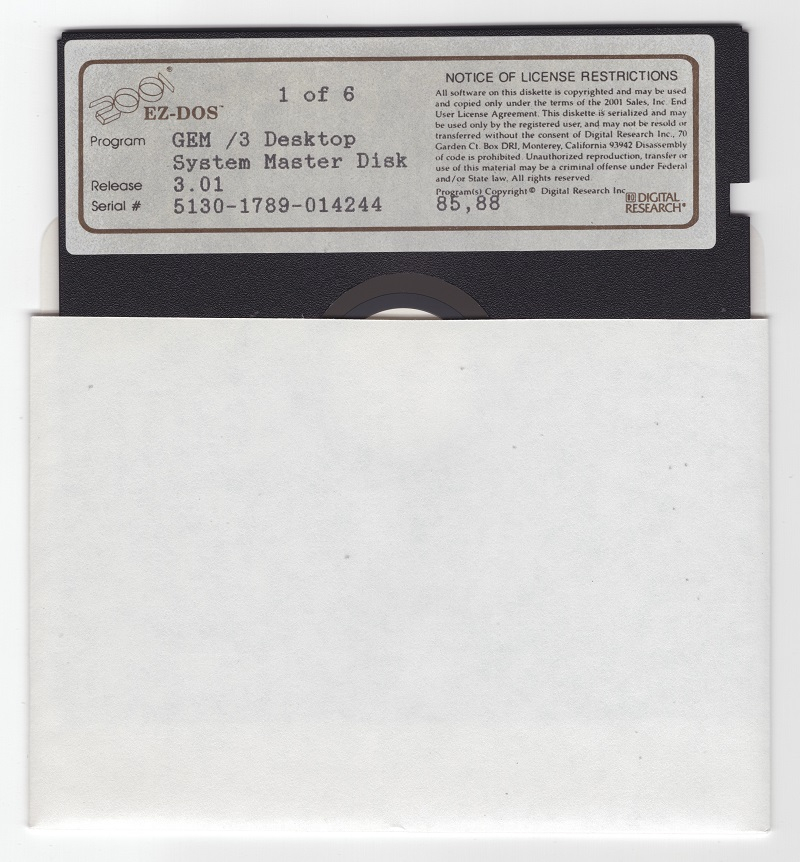 2001®
EZ-DOS™
1 of 6
Program GEM /3 Desktop
System Master Disk
Release 3.01
Serial # 5130-1789-014244
NOTICE OF LICENSE RESTRICTIONS
All software on this diskette is copyrighted and may be used
and copied only under the terms of the 2001 Sales, Inc. End
User License Agreement. This diskette is serialized and may
be used only by the registered user, and may not be resold or
transferred without the consent of Digital Research Inc., 70
Garden Ct. Box DRI, Monterey, California 93942 Disassembly
of code is prohibited. Unauthorized reproduction, transfer or
use of this material may be a criminal offense under Federal
and/or State law. All rights reserved.
Program(s) Copyright © Digital Research Inc.
85,88
DIGITAL
RESEARCH®